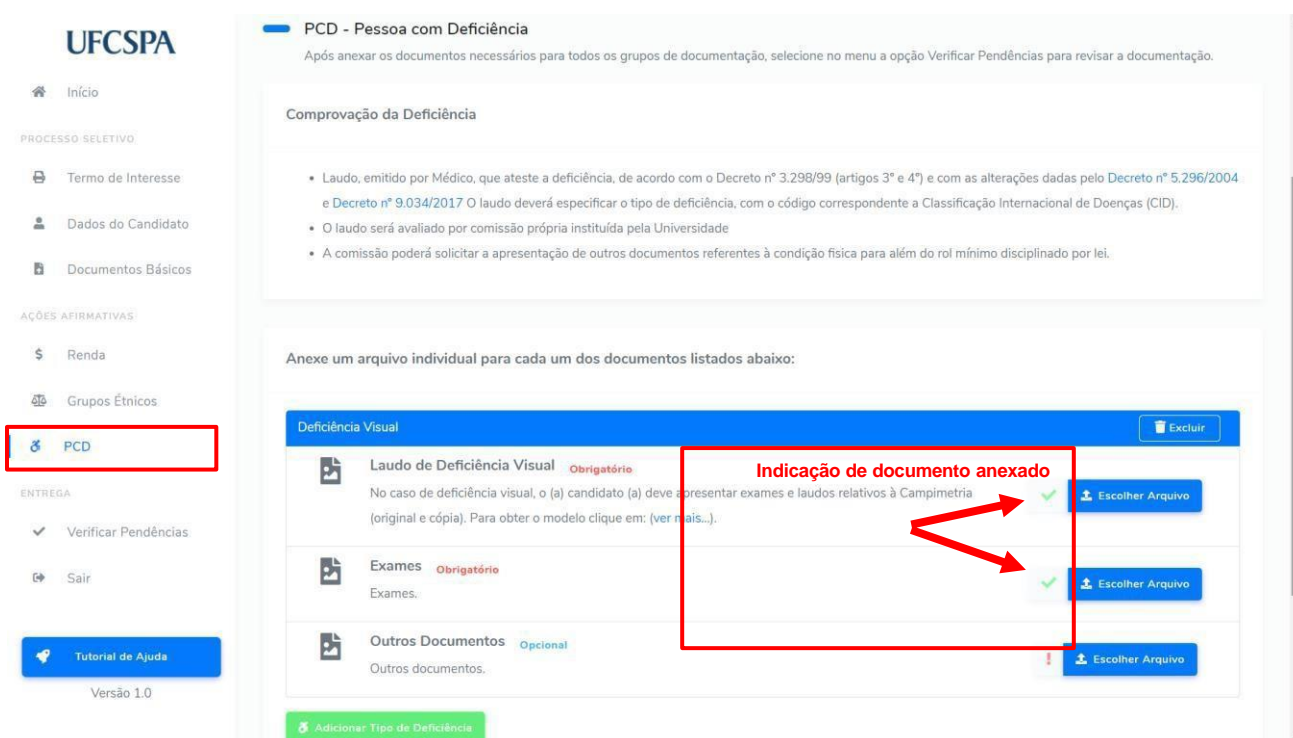 UFCSPA
Início
PROCESSO SELETIVO
Termo de Interesse
Dados do Candidato
Documentos Básicos
AÇÕES AFIRMATIVAS
$ Renda
Grupos Étnicos
PCD
ENTREGA
Verificar Pendências
Sair
Tutorial de Ajuda
Versão 1.0
PCD - Pessoa com Deficiência
Após anexar os documentos necessários para todos os grupos de documentação, selecione no menu a opção Verificar Pendências para revisar a documentação.
Comprovação da Deficiência
• Laudo, emitido por Médico, que ateste a deficiência, de acordo com o Decreto nº 3.298/99 (artigos 3º e 4º) e com as alterações dadas pelo Decreto nº 5.296/2004
e Decreto nº 9.034/2017 O laudo deverá especificar o tipo de deficiência, com o código correspondente a Classificação Internacional de Doenças (CID).
• O laudo será avaliado por comissão própria instituída pela Universidade
• A comissão poderá solicitar a apresentação de outros documentos referentes à condição física para além do rol mínimo disciplinado por lei.
Anexe um arquivo individual para cada um dos documentos listados abaixo:
Deficiência Visual Excluir
Laudo de Deficiência Visual Obrigatório
Indicação de documento anexado
No caso de deficiência visual, o (a) candidato (a) deve apresentar exames e laudos relativos à Campimetria
(original e cópia). Para obter o modelo clique em: (ver mais...).
Escolher Arquivo
Exames Obrigatório
Exames.
Escolher Arquivo
Outros Documentos Opcional
Outros documentos.
! Escolher Arquivo
Adicionar Tipo de Deficiência